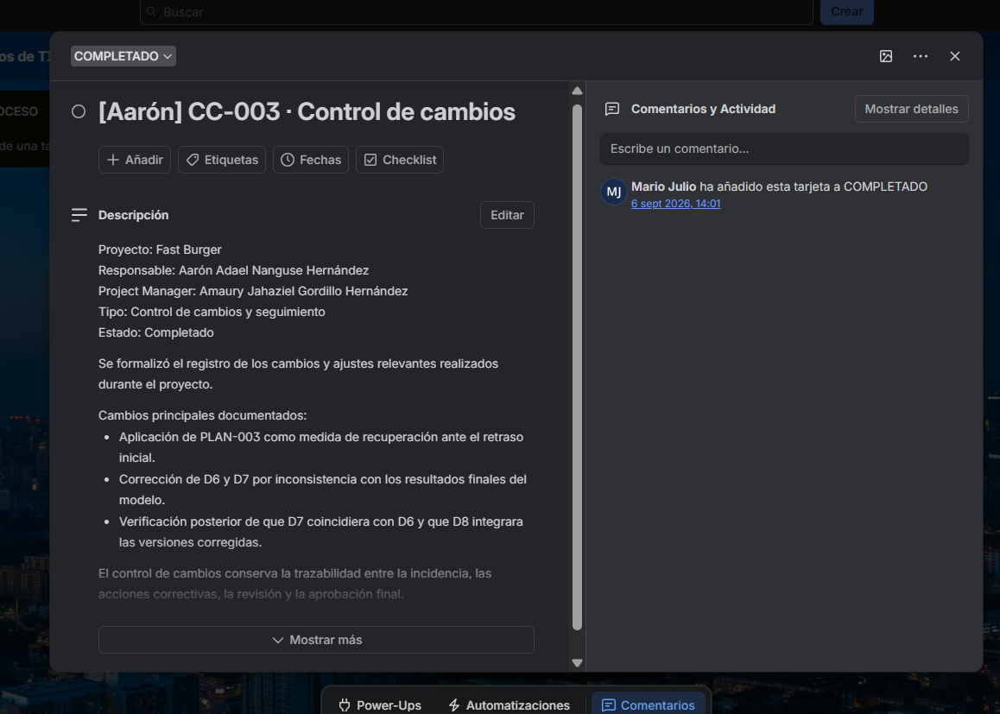 Buscar
Crear
os de TI
OCESO
de una ta
COMPLETADO
[Aarón] CC-003 · Control de cambios
Añadir
Etiquetas
Fechas
Checklist
Descripción
Editar
Proyecto: Fast Burger
Responsable: Aarón Adael Nanguse Hernández
Project Manager: Amaury Jahaziel Gordillo Hernández
Tipo: Control de cambios y seguimiento
Estado: Completado
Se formalizó el registro de los cambios y ajustes relevantes realizados
durante el proyecto.
Cambios principales documentados:
• Aplicación de PLAN-003 como medida de recuperación ante el retraso
inicial.
• Corrección de D6 y D7 por inconsistencia con los resultados finales del
modelo.
• Verificación posterior de que D7 coincidiera con D6 y que D8 integrara
las versiones corregidas.
El control de cambios conserva la trazabilidad entre la incidencia, las
acciones correctivas, la revisión y la aprobación final.
Mostrar más
Comentarios y Actividad
Mostrar detalles
Escribe un comentario...
MJ
Mario Julio ha añadido esta tarjeta a COMPLETADO
6 sept 2026, 14:01
Power-Ups
Automatizaciones
Comentarios